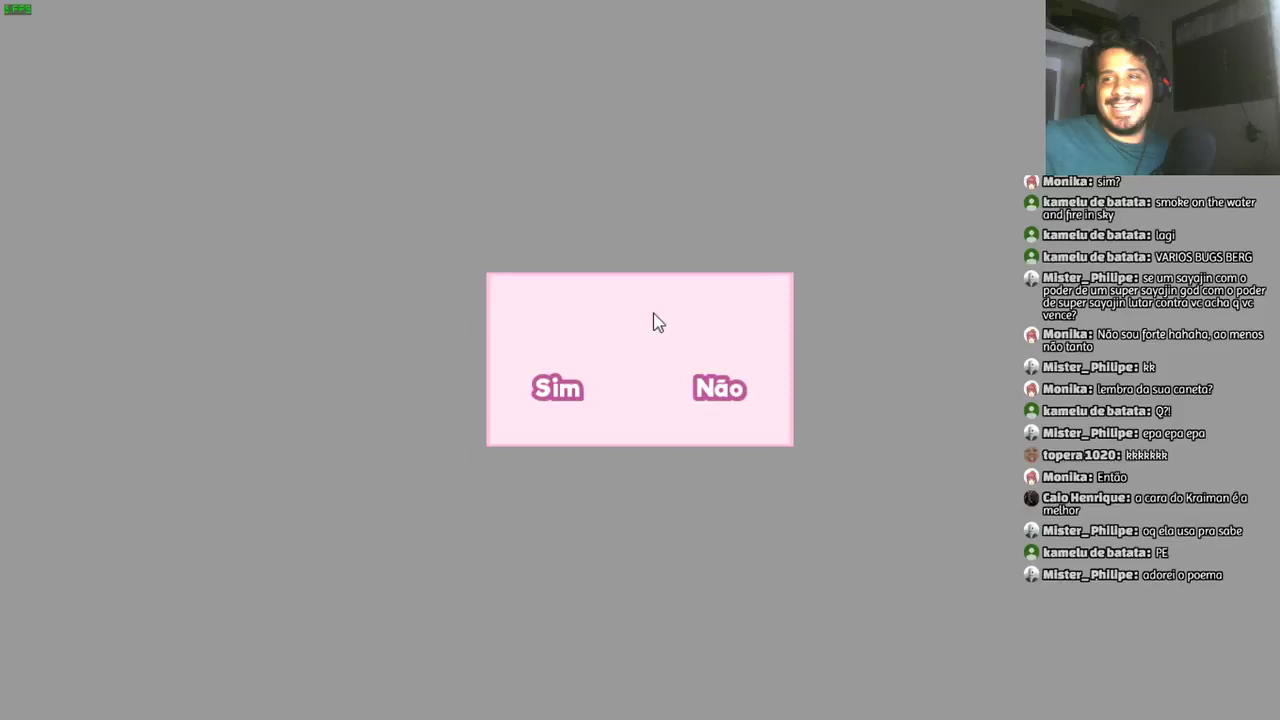 Sim
Não
Monika: sim?
kamelu de batata: smoke on the water
and fire in sky
kamelu de batata: lagi
kamelu de batata: VARIOS BUGS BERG
Mister_Philipe: se um sayajin com o
poder de um super sayajin god com o poder
de super sayajin lutar contra vc acha q vc
vence?
Monika: Não sou forte hahaha, ao menos
não tanto
Mister_Philipe: kk
Monika: lembra da sua caneta?
kamelu de batata: Q?!
Mister_Philipe: epa epa epa
topera 1020: kkkkkkk
Monika: Então
Caio Henrique: a cara do Kraiman é a
melhor
Mister_Philipe: oq ela usa pra sabe
kamelu de batata: PE
Mister_Philipe: adorei o poema